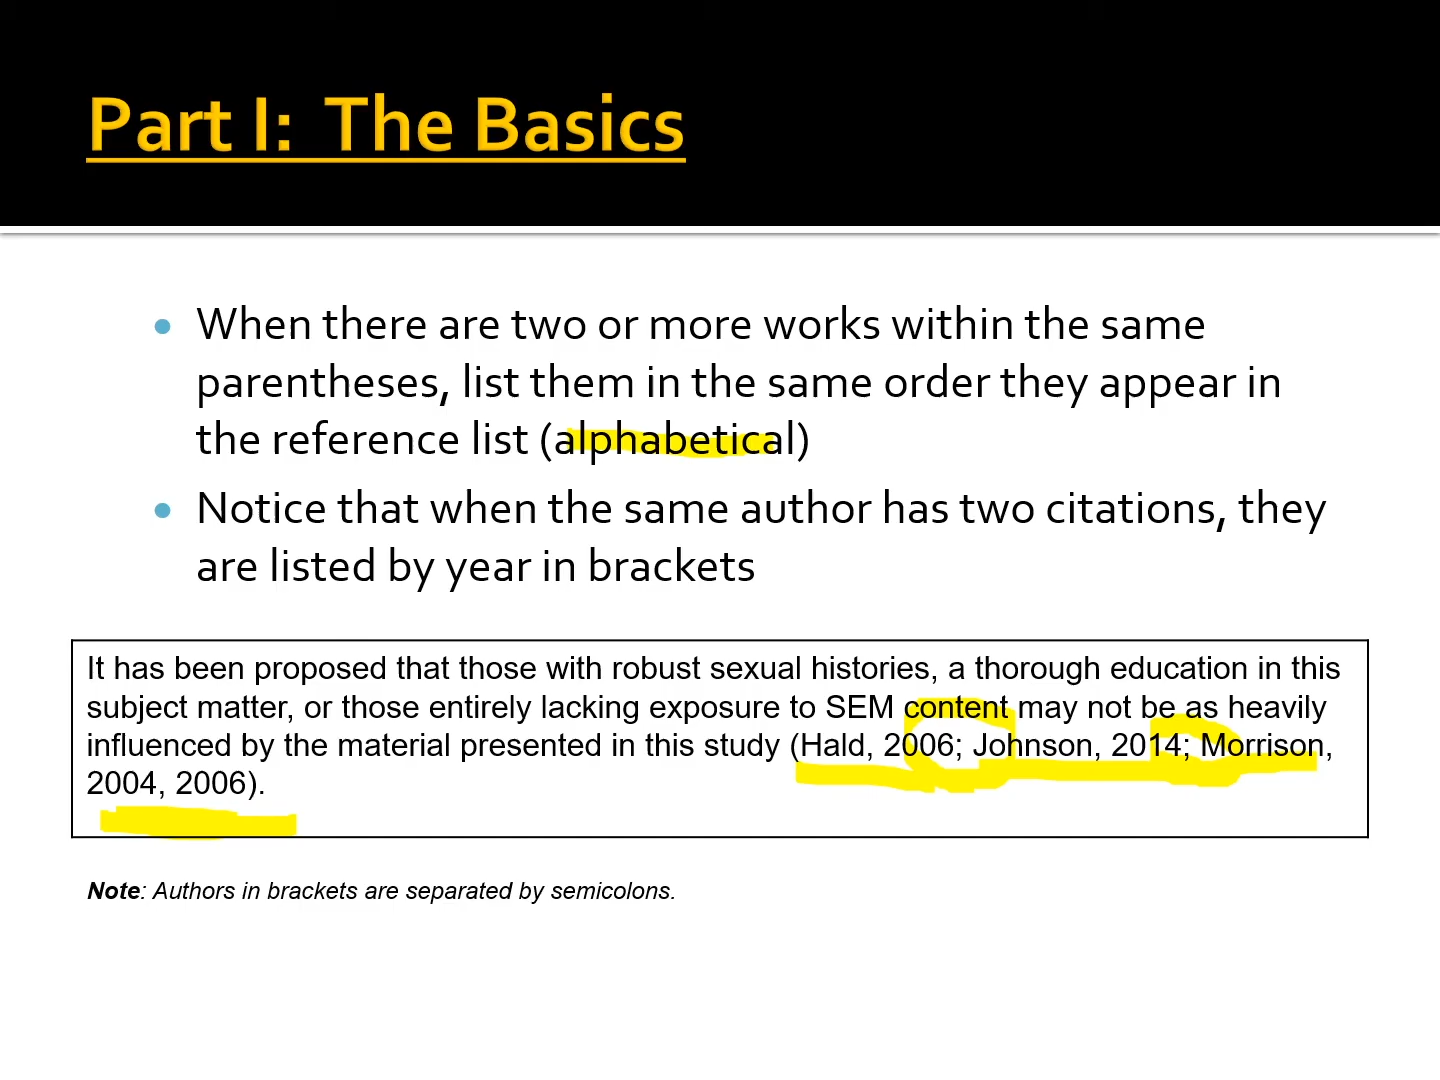 Part I: The Basics
When there are two or more works within the same
parentheses, list them in the same order they appear in
the reference list (alphabetical)
Notice that when the same author has two citations, they
are listed by year in brackets
It has been proposed that those with robust sexual histories, a thorough education in this
subject matter, or those entirely lacking exposure to SEM content may not be as heavily
influenced by the material presented in this study (Hald, 2006; Johnson, 2014; Morrison,
2004, 2006).
Note: Authors in brackets are separated by semicolons.